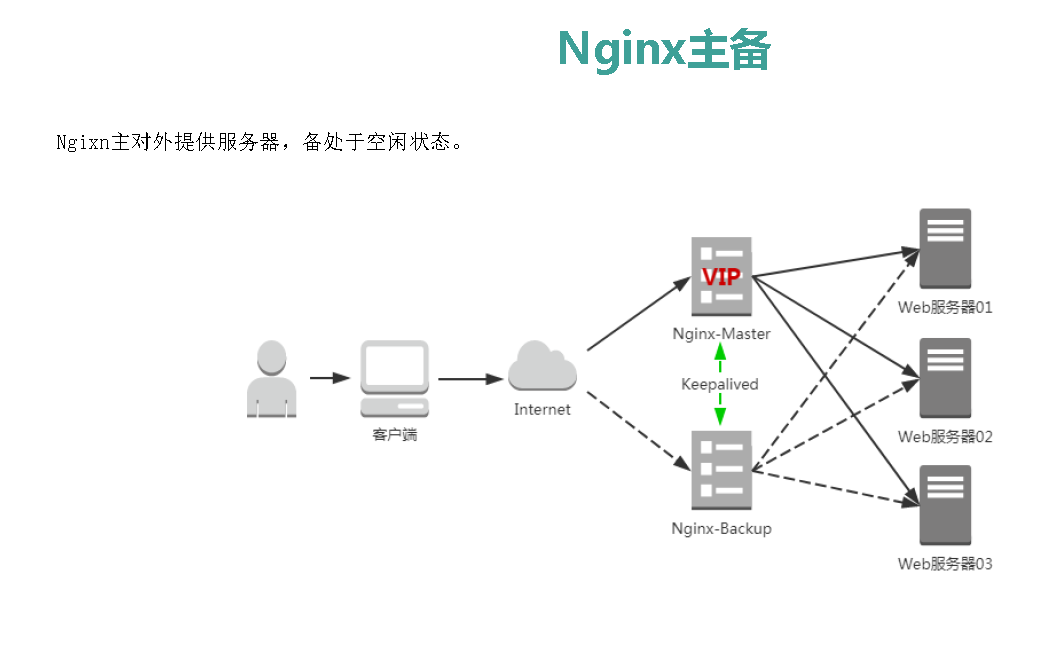 Nginx主备
Ngixn主对外提供服务器，备处于空闲状态。
VIP
Nginx-Master
Keepalived
Nginx-Backup
客户端
Internet
Web服务器01
Web服务器02
Web服务器03